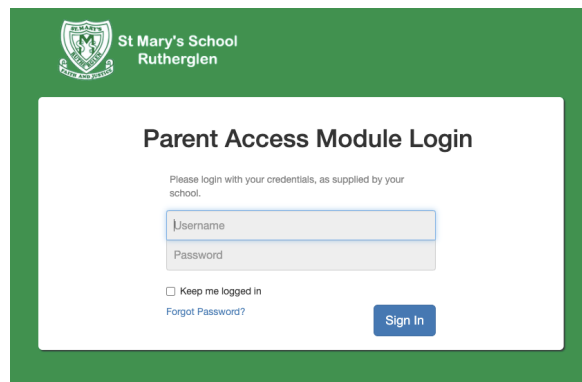 ST. MARY'S
RUTHERGLEN
FAITH AND JUSTICE
St Mary's School
Rutherglen
Parent Access Module Login
Please login with your credentials, as supplied by your
school.
Username
Password
Keep me logged in
Forgot Password?
Sign In